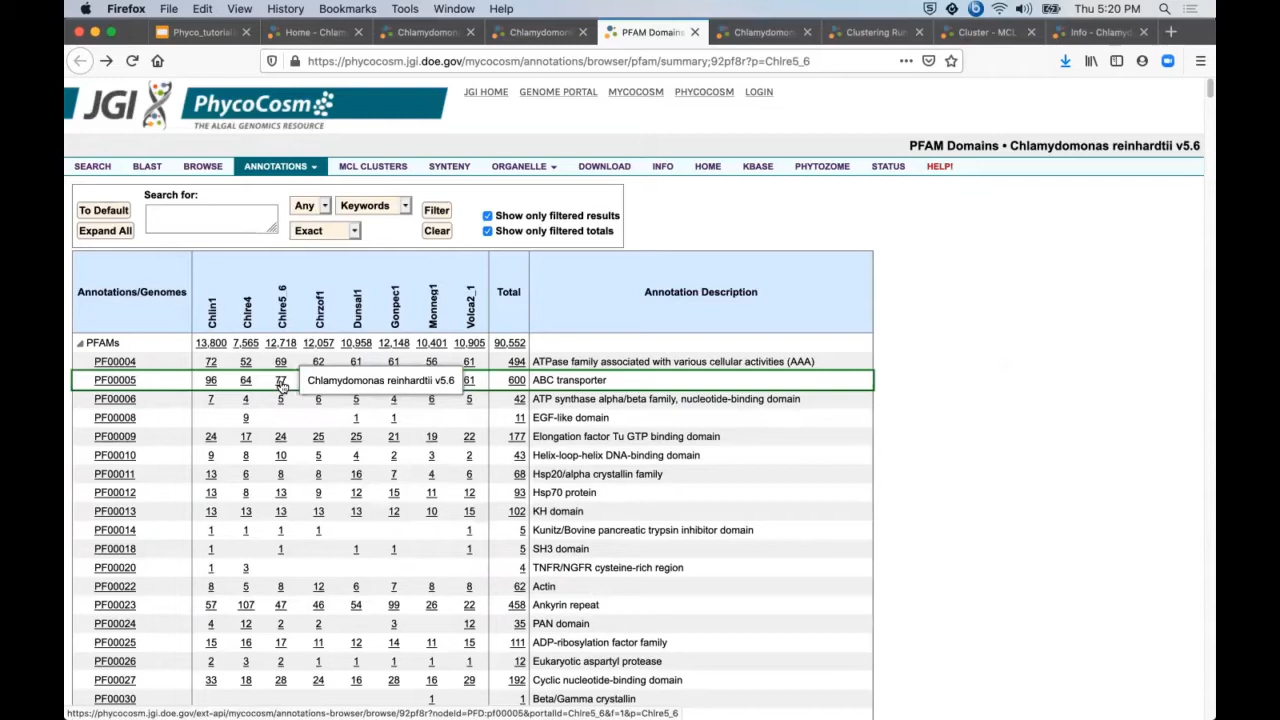 Firefox File Edit View History Bookmarks Tools Window Help Thu 5:20 PM
Phyco_tutorial Home - Chlam Chlamydomon Chlamydomon PFAM Domains Chlamydomon Clustering Ru Cluster - MCL Info - Chlamyd
https://phycocosm.jgi.doe.gov/mycocosm/annotations/browser/pfam/summary;92pf8r?p=Chlre5_6
JGI PhycoCosm JGI HOME GENOME PORTAL MYCOCOSM PHYCOCOSM LOGIN
THE ALGAL GENOMICS RESOURCE
PFAM Domains • Chlamydomonas reinhardtii v5.6
SEARCH BLAST BROWSE ANNOTATIONS MCL CLUSTERS SYNTENY ORGANELLE DOWNLOAD INFO HOME KBASE PHYTOZOME STATUS HELP!
Search for:
To Default Any Keywords Filter Show only filtered results
Expand All Exact Clear Show only filtered totals
Annotations/Genomes Chlin1 Chlre4 Chlre5_6 Chrzof1 Dunsal1 Gonpec1 Monneg1 Volca2_1 Total Annotation Description
PFAMs 13,800 7,565 12,718 12,057 10,958 12,148 10,401 10,905 90,552
PF00004 72 52 69 62 61 61 56 61 494 ATPase family associated with various cellular activities (AAA)
PF00005 96 64 77 Chlamydomonas reinhardtii v5.6 61 600 ABC transporter
PF00006 7 4 5 6 5 4 6 5 42 ATP synthase alpha/beta family, nucleotide-binding domain
PF00008 9 1 1 11 EGF-like domain
PF00009 24 17 24 25 25 21 19 22 177 Elongation factor Tu GTP binding domain
PF00010 9 8 10 5 4 2 3 2 43 Helix-loop-helix DNA-binding domain
PF00011 13 6 8 8 16 7 4 6 68 Hsp20/alpha crystallin family
PF00012 13 8 13 9 12 15 11 12 93 Hsp70 protein
PF00013 13 13 13 13 13 12 10 15 102 KH domain
PF00014 1 1 1 1 1 5 Kunitz/Bovine pancreatic trypsin inhibitor domain
PF00018 1 1 1 1 1 5 SH3 domain
PF00020 1 3 4 TNFR/NGFR cysteine-rich region
PF00022 8 5 8 12 6 7 8 8 62 Actin
PF00023 57 107 47 46 54 99 26 22 458 Ankyrin repeat
PF00024 4 12 2 2 3 12 35 PAN domain
PF00025 15 16 17 11 12 14 11 15 111 ADP-ribosylation factor family
PF00026 2 3 2 1 1 1 1 1 12 Eukaryotic aspartyl protease
PF00027 33 18 28 24 16 28 16 29 192 Cyclic nucleotide-binding domain
PF00030 1 1 Beta/Gamma crystallin
https://phycocosm.jgi.doe.gov/ext-api/mycocosm/annotations-browser/browse/92pf8r?nodeId=PFD:pf00005&portalId=Chlre5_6&f=1&p=Chlre5_6